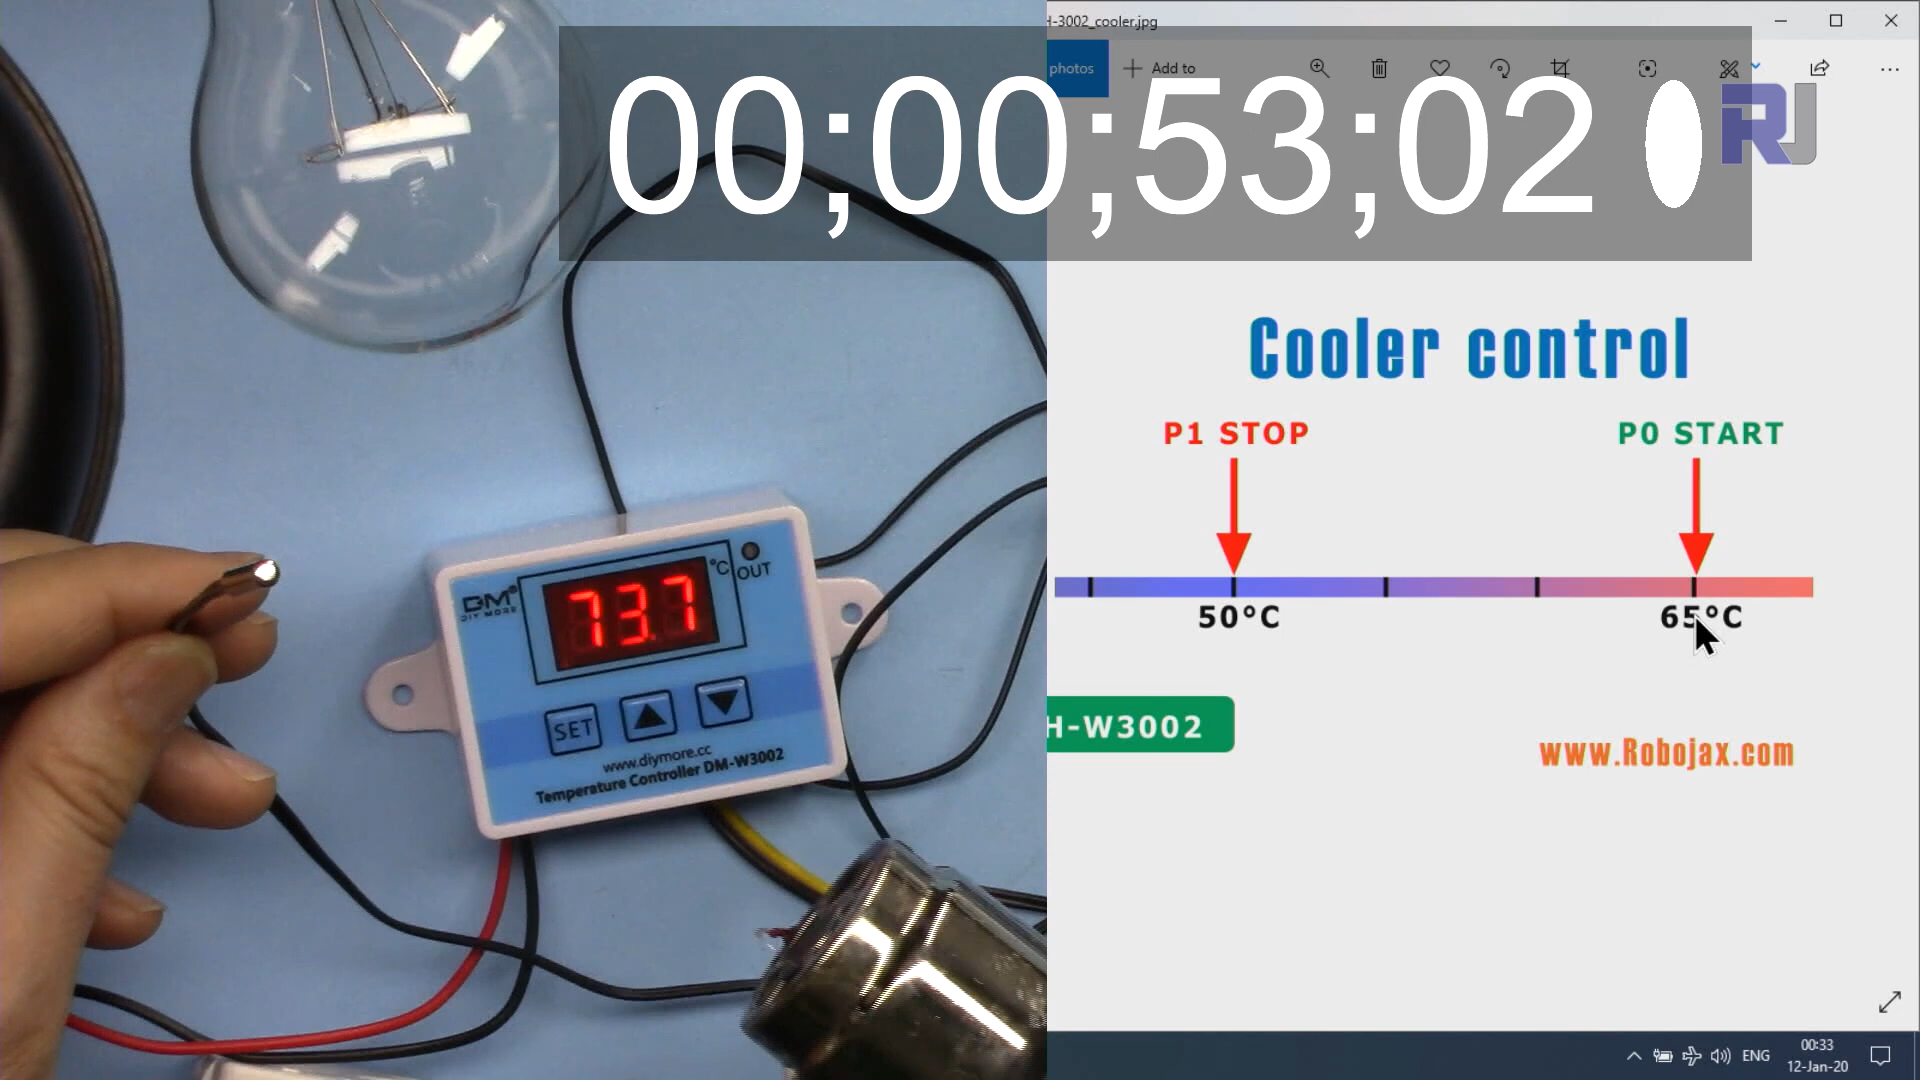 H-3002_cooler.jpg
photos
Add to
00;00;53;02
RJ
Cooler control
P1 STOP
P0 START
50°C
65°C
H-W3002
www.Robojax.com
DM®
DIY MORE
73.7
°C
OUT
SET
www.diymore.cc
Temperature Controller DM-W3002
ENG
00:33
12-Jan-20